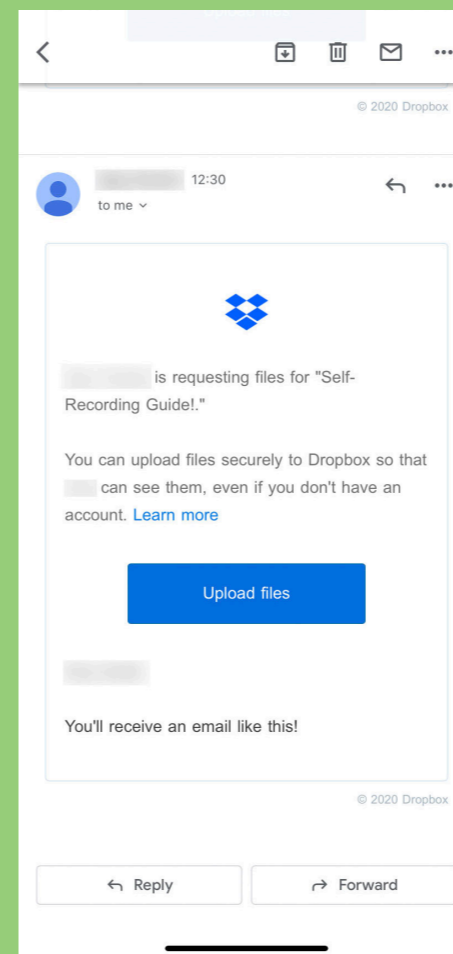 © 2020 Dropbox
12:30
to me
is requesting files for "Self-
Recording Guide!."
You can upload files securely to Dropbox so that
can see them, even if you don't have an
account. Learn more
Upload files
You'll receive an email like this!
© 2020 Dropbox
Reply
Forward